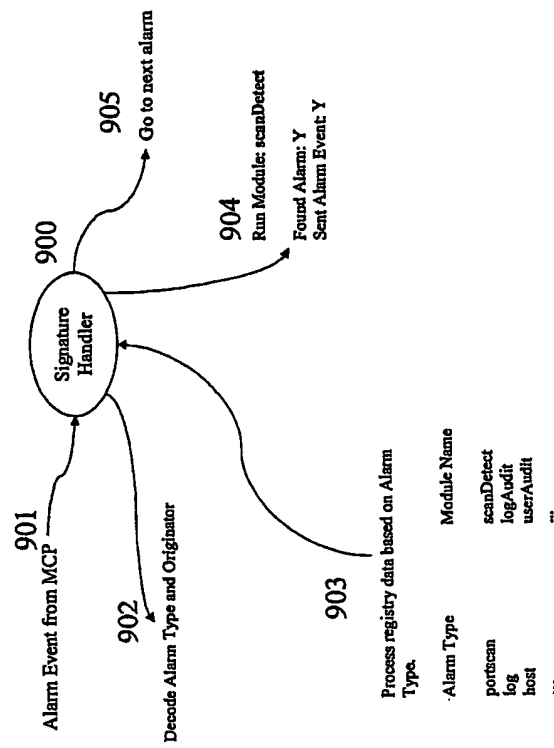 Alarm Event from MCP
901
Signature
Handler
900
905
Go to next alarm
902
Decode Alarm Type and Originator
904
Run Module: scanDetect
Found Alarm: Y
Sent Alarm Event: Y
903
Process registry data based on Alarm
Type.
Alarm Type Module Name
portscan scanDetect
log logAudit
host userAudit
... ...